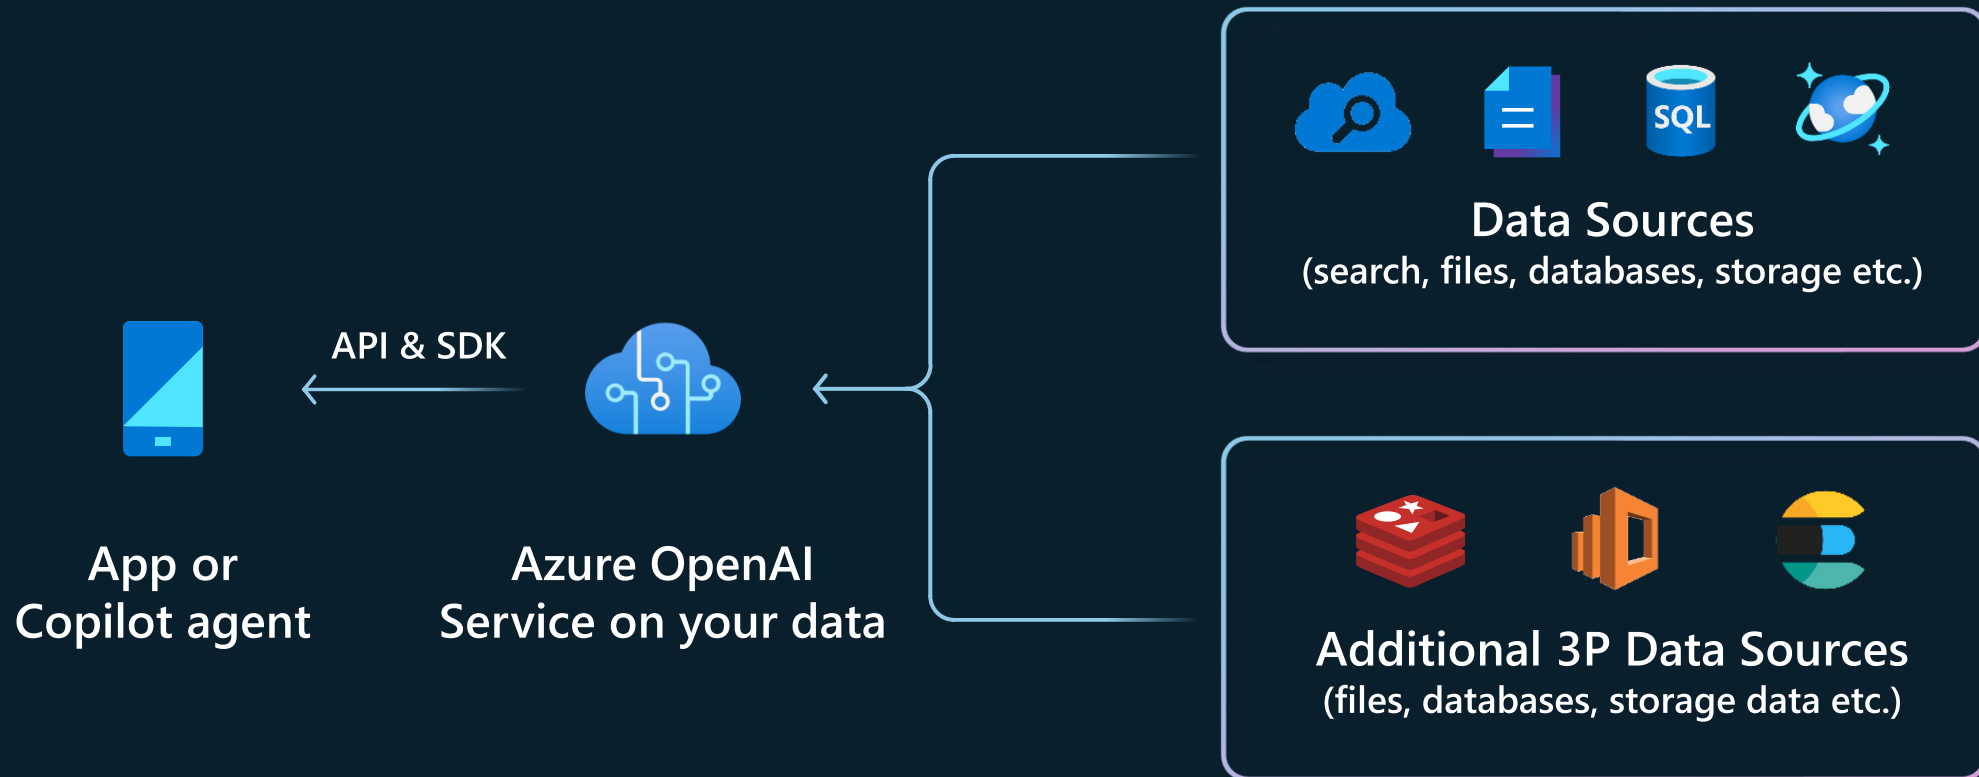 SQL
Data Sources
(search, files, databases, storage etc.)
API & SDK
App or
Copilot agent
Azure OpenAI
Service on your data
Additional 3P Data Sources
(files, databases, storage data etc.)